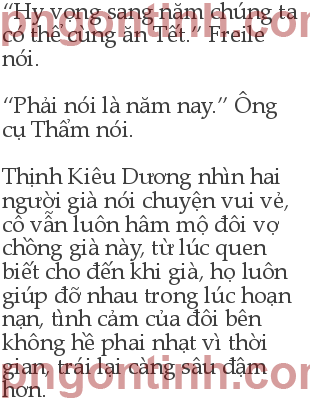 “Hy vọng sang năm chúng ta
có thể cùng ăn Tết.” Freile
nói.
“Phải nói là năm nay.” Ông
cụ Thẩm nói.
Thịnh Kiêu Dương nhìn hai
người già nói chuyện vui vẻ,
cô vẫn luôn hâm mộ đôi vợ
chồng già này, từ lúc quen
biết cho đến khi già, họ luôn
giúp đỡ nhau trong lúc hoạn
nạn, tình cảm của đôi bên
không hề phai nhạt vì thời
gian, trái lại càng sâu đậm
hơn.
pngontinh.com
pngontinh.com